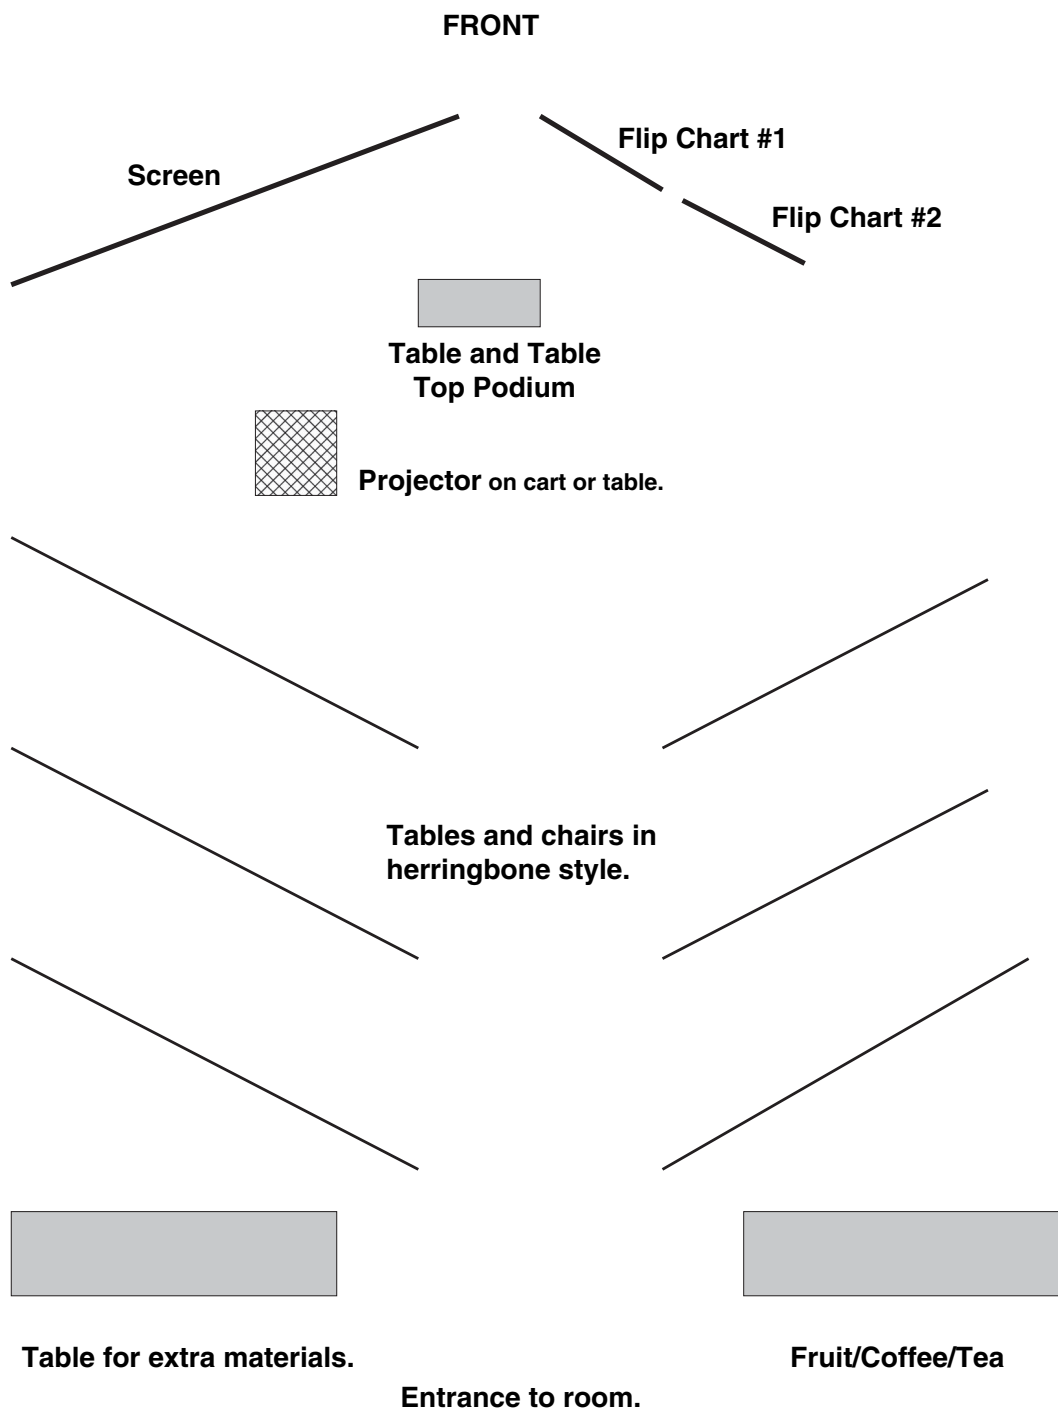 FRONT
Flip Chart #1
Screen
Flip Chart #2
Table and Table
Top Podium
Projector on cart or table.
Tables and chairs in
herringbone style.
Table for extra materials.
Fruit/Coffee/Tea
Entrance to room.